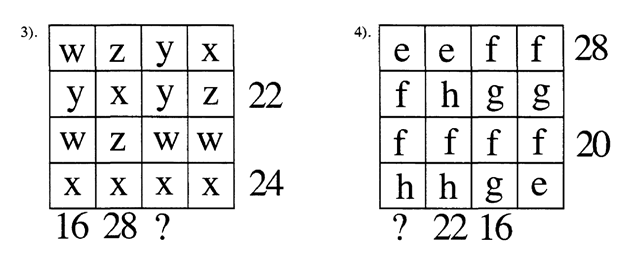 3).
w z y x
y x y z 22
w z w w
x x x x 24
16 28 ?
4).
e e f f 28
f h g g
f f f f 20
h h g e
? 22 16